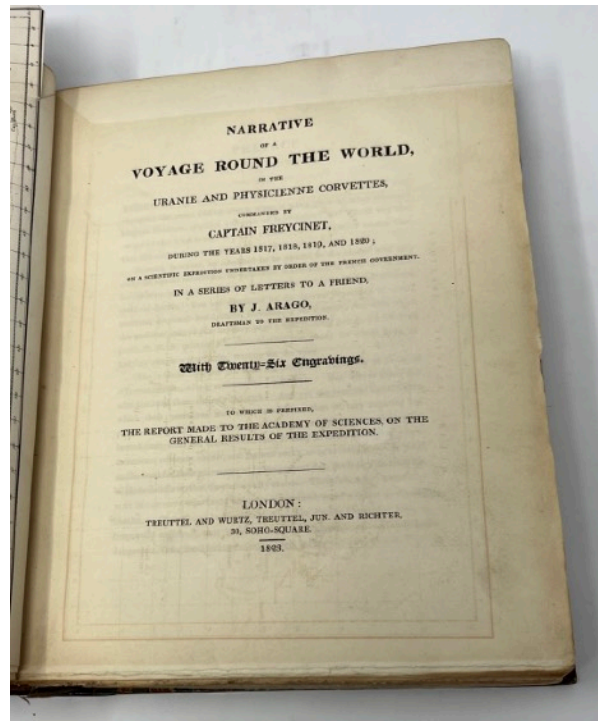 NARRATIVE
OF A
VOYAGE ROUND THE WORLD,
IN THE
URANIE AND PHYSICIENNE CORVETTES,
COMMANDED BY
CAPTAIN FREYCINET,
DURING THE YEARS 1817, 1818, 1819, AND 1820;
ON A SCIENTIFIC EXPEDITION UNDERTAKEN BY ORDER OF THE FRENCH GOVERNMENT.
IN A SERIES OF LETTERS TO A FRIEND,
BY J. ARAGO,
DRAFTSMAN TO THE EXPEDITION.
With Twenty=Six Engravings.
TO WHICH IS PREFIXED,
THE REPORT MADE TO THE ACADEMY OF SCIENCES, ON THE
GENERAL RESULTS OF THE EXPEDITION.
LONDON:
TREUTTEL AND WURTZ, TREUTTEL, JUN. AND RICHTER,
30, SOHO-SQUARE.
1823.